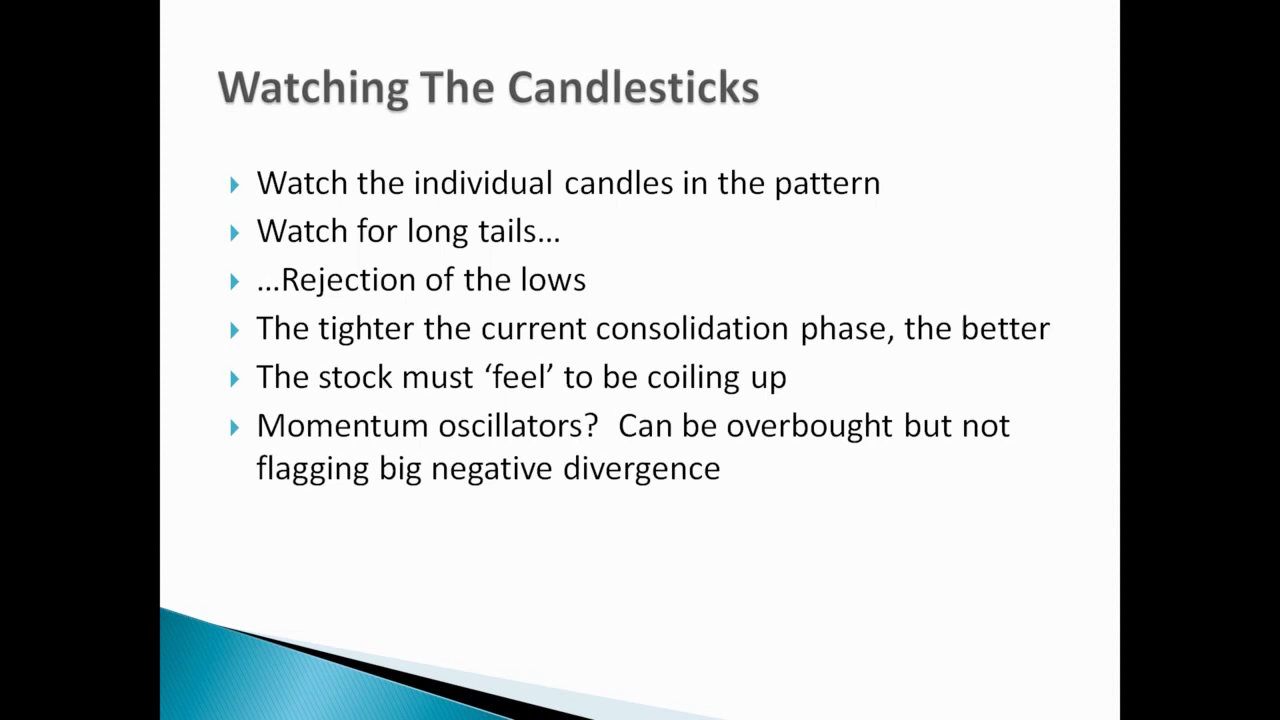 Watching The Candlesticks
Watch the individual candles in the pattern
Watch for long tails…
…Rejection of the lows
The tighter the current consolidation phase, the better
The stock must ‘feel’ to be coiling up
Momentum oscillators?  Can be overbought but not
flagging big negative divergence